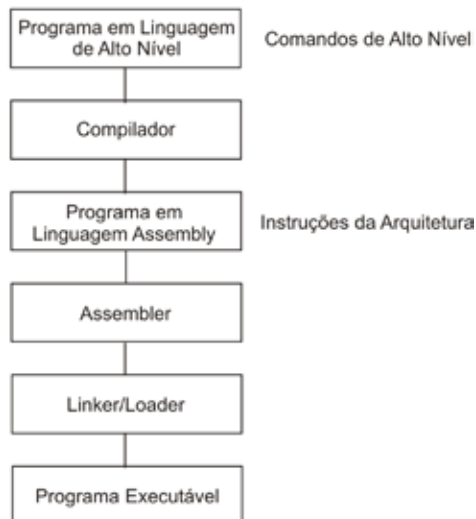 Programa em Linguagem
de Alto Nível
Comandos de Alto Nível
Compilador
Programa em
Linguagem Assembly
Instruções da Arquitetura
Assembler
Linker/Loader
Programa Executável